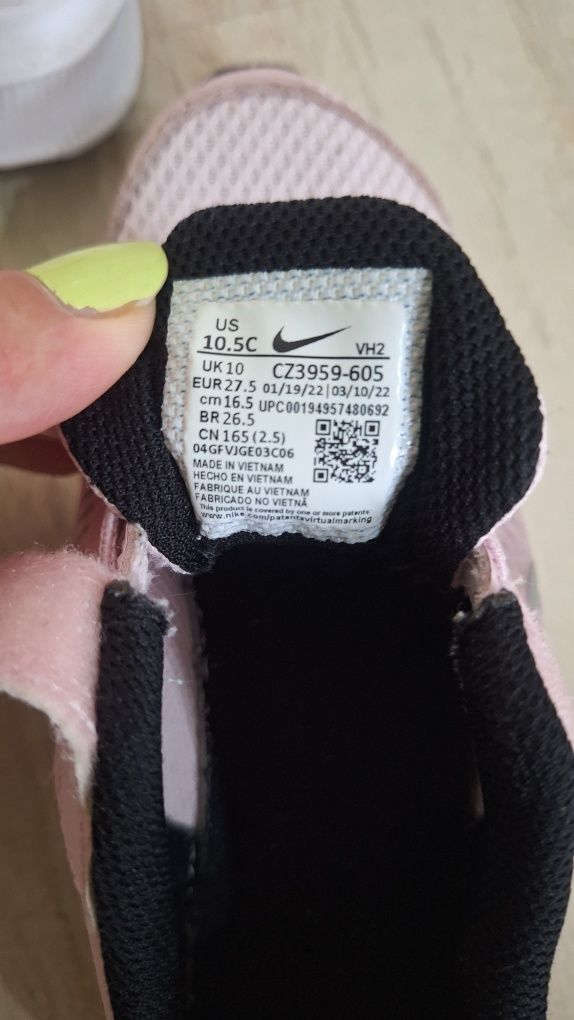 US
10.5C VH2
UK 10 CZ3959-605
EUR 27.5 01/19/22 | 03/10/22
cm 16.5 UPC00194957480692
BR 26.5
CN 165 (2.5)
04GFVJGE03C06
MADE IN VIETNAM
HECHO EN VIETNAM
FABRIQUE AU VIETNAM
FABRICADO NO VIETNÃ
This product is covered by one or more patents
www.nike.com/patentsvirtualmarking